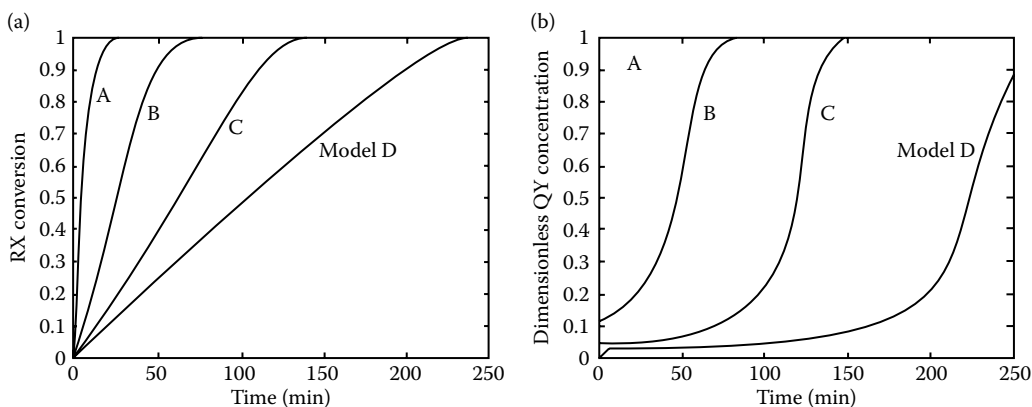 (a)
RX conversion
1
0.9
0.8
0.7
0.6
0.5
0.4
0.3
0.2
0.1
0
A
B
C
Model D
0 50 100 150 200 250
Time (min)
(b)
Dimensionless QY concentration
1
0.9
0.8
0.7
0.6
0.5
0.4
0.3
0.2
0.1
0
A
B
C
Model D
0 50 100 150 200 250
Time (min)